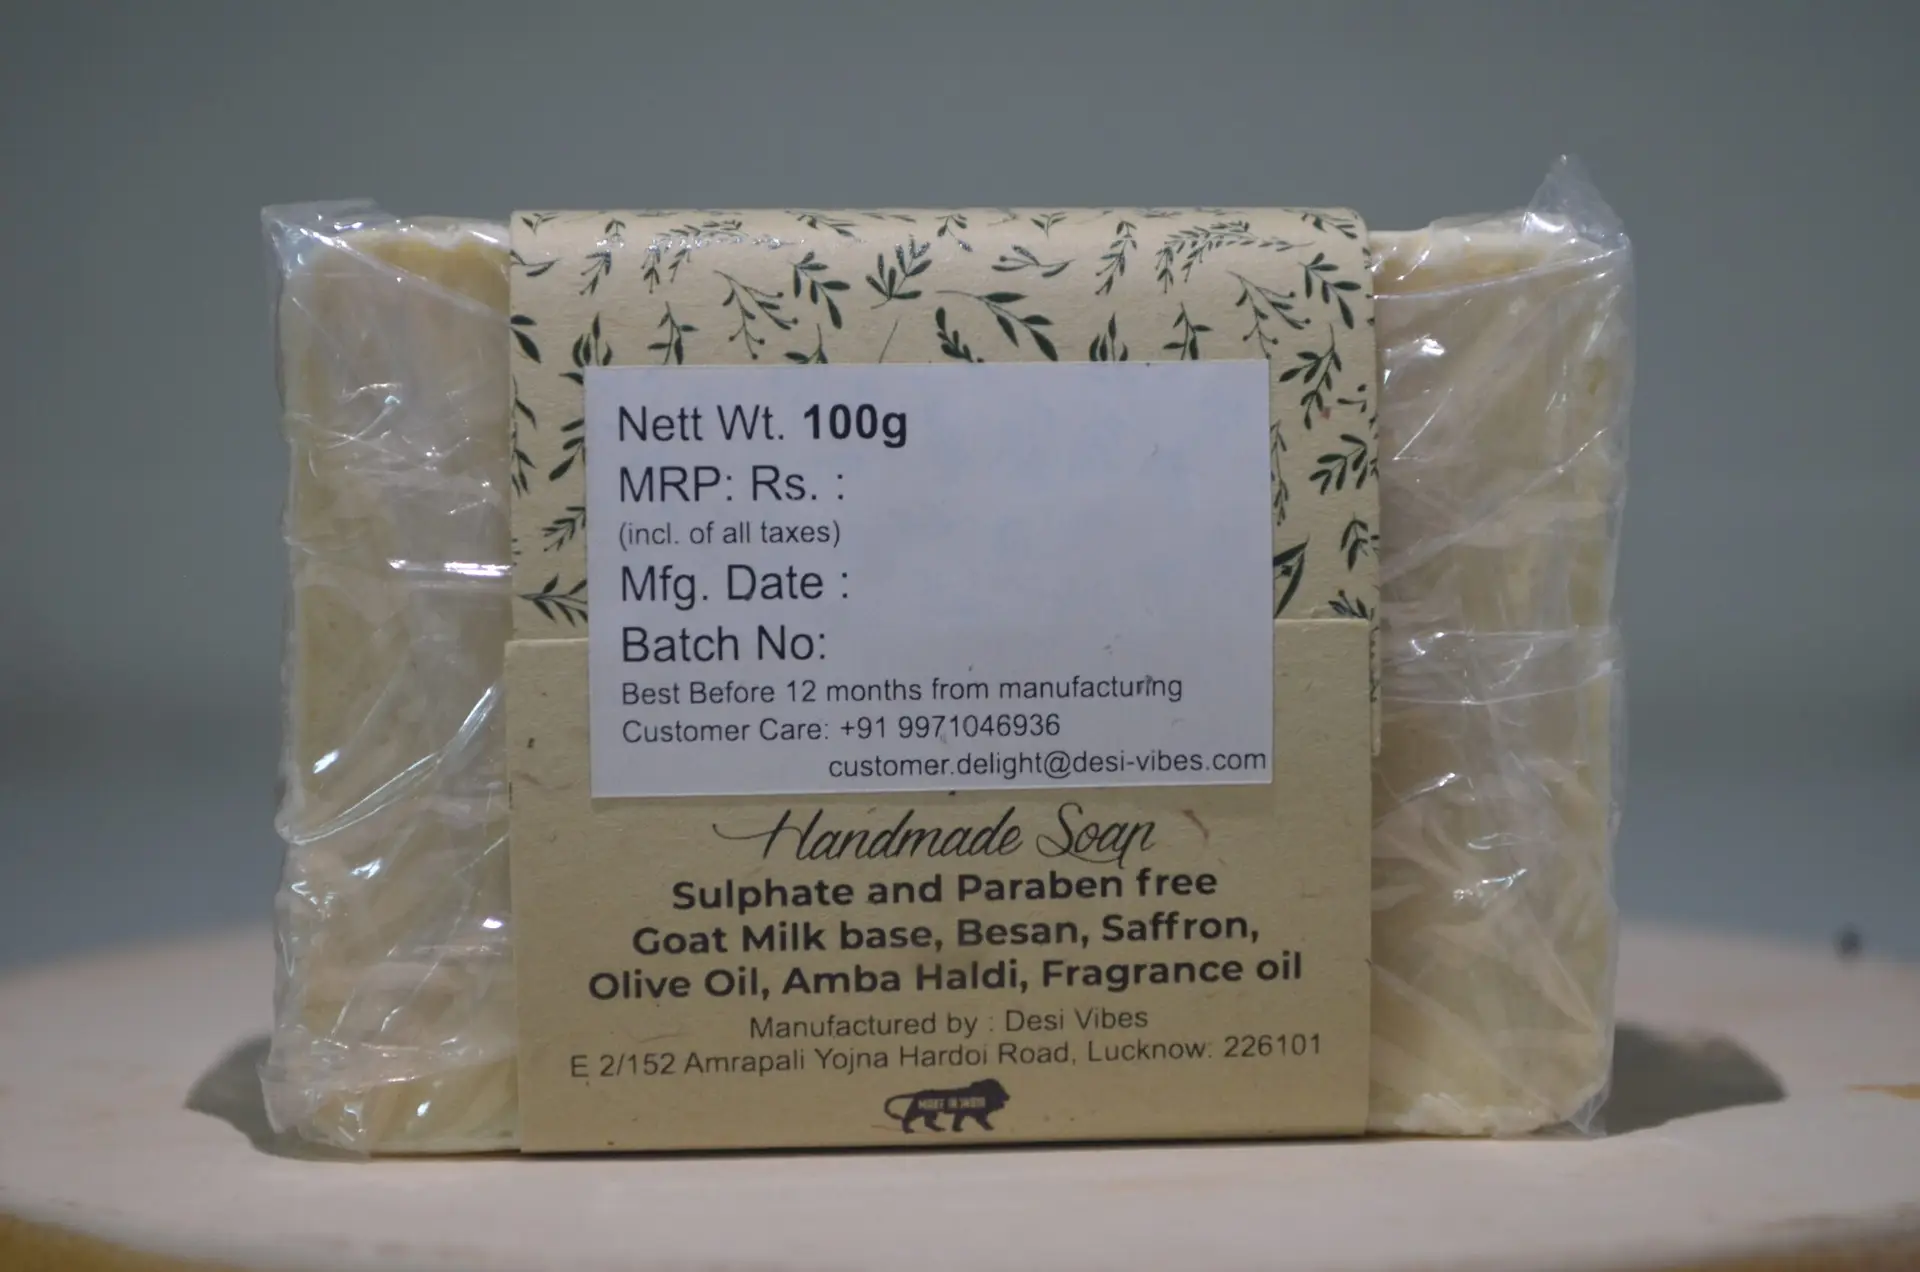 Nett Wt. 100g
MRP: Rs. :
(incl. of all taxes)
Mfg. Date :
Batch No:
Best Before 12 months from manufacturing
Customer Care: +91 9971046936
customer.delight@desi-vibes.com
Handmade Soap
Sulphate and Paraben free
Goat Milk base, Besan, Saffron,
Olive Oil, Amba Haldi, Fragrance oil
Manufactured by : Desi Vibes
E 2/152 Amrapali Yojna Hardoi Road, Lucknow. 226101
MAKE IN INDIA